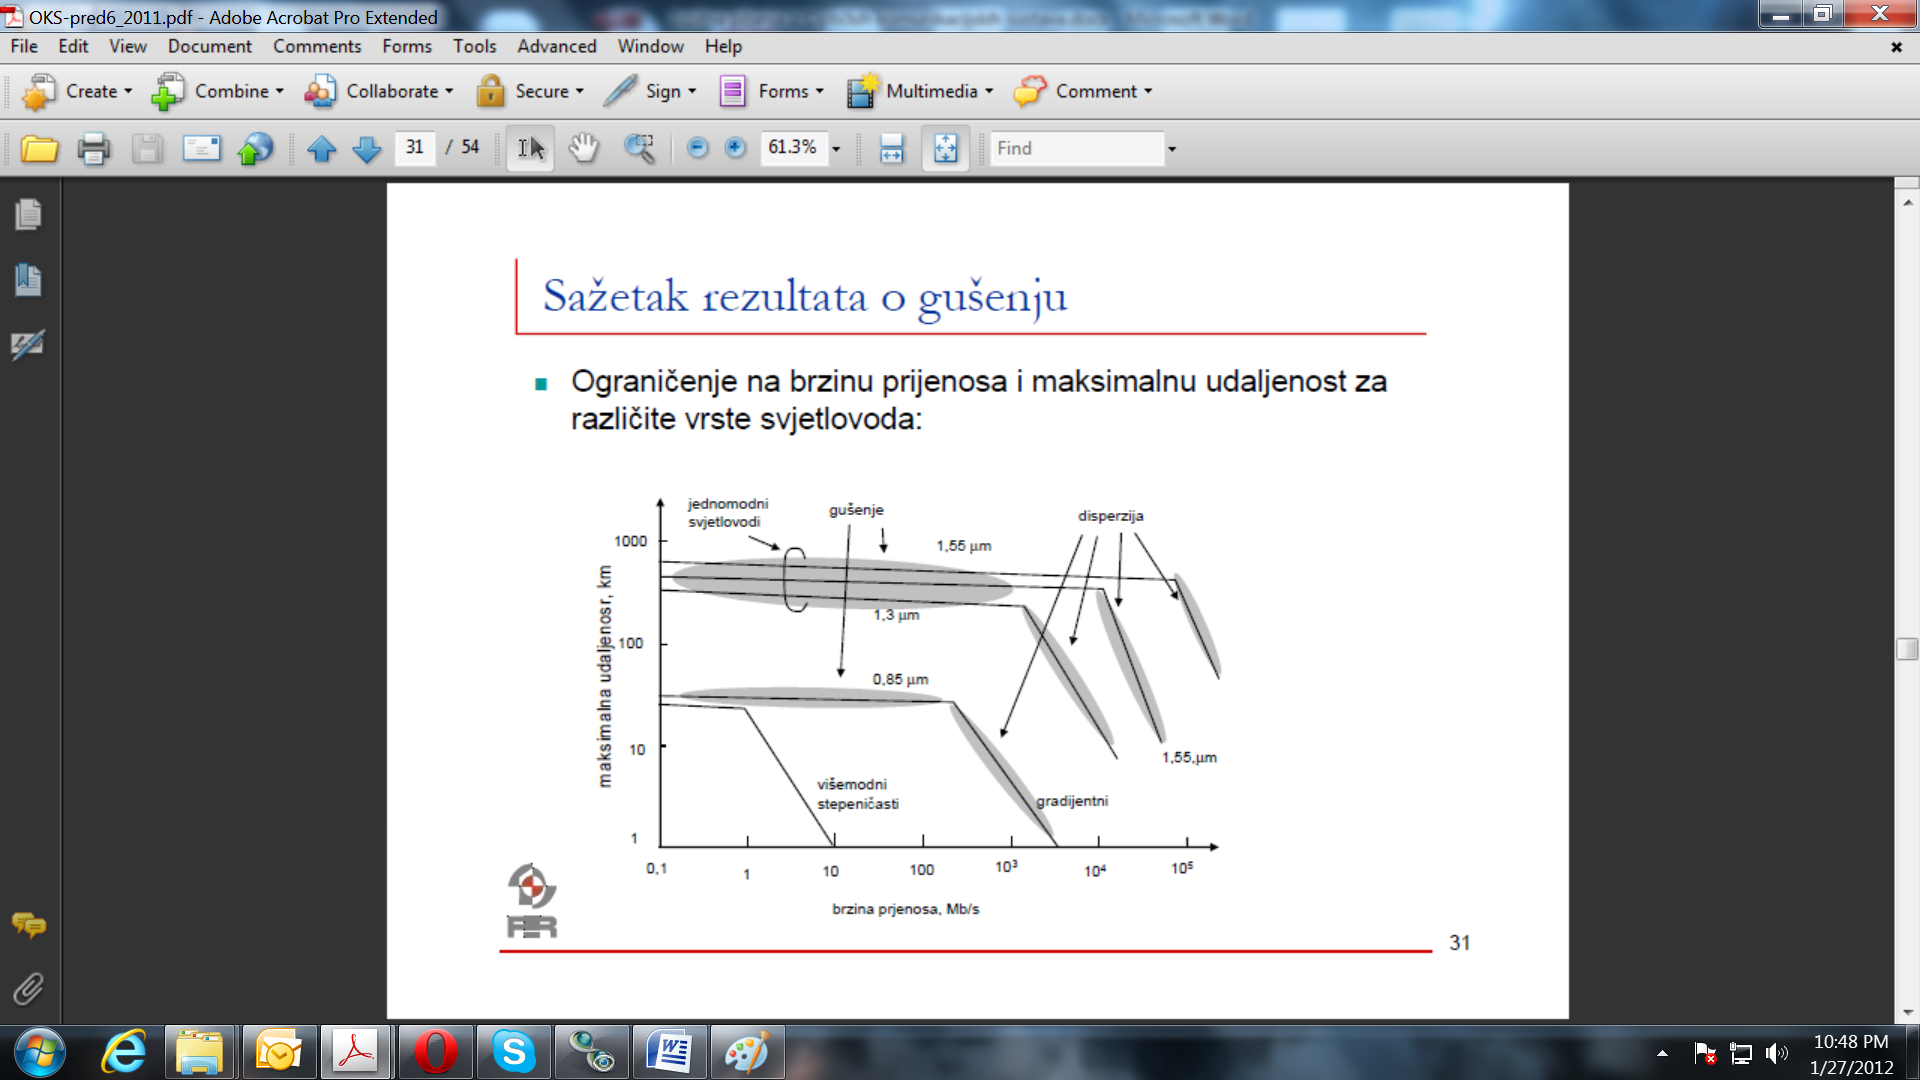 OKS-pred6_2011.pdf - Adobe Acrobat Pro Extended
File Edit View Document Comments Forms Tools Advanced Window Help
Create Combine Collaborate Secure Sign Forms Multimedia Comment
31 / 54 61.3% Find
Sažetak rezultata o gušenju
Ograničenje na brzinu prijenosa i maksimalnu udaljenost za
različite vrste svjetlovoda:
jednomodni
svjetlovodi
gušenje
disperzija
1,55 µm
1000
1,3 µm
100
0,85 µm
10
1,55,µm
višemodni
stepeničasti
gradijentni
1
maksimalna udaljenosr, km
0,1 1 10 100 10³ 10⁴ 10⁵
brzina prjenosa, Mb/s
FER
31
10:48 PM
1/27/2012